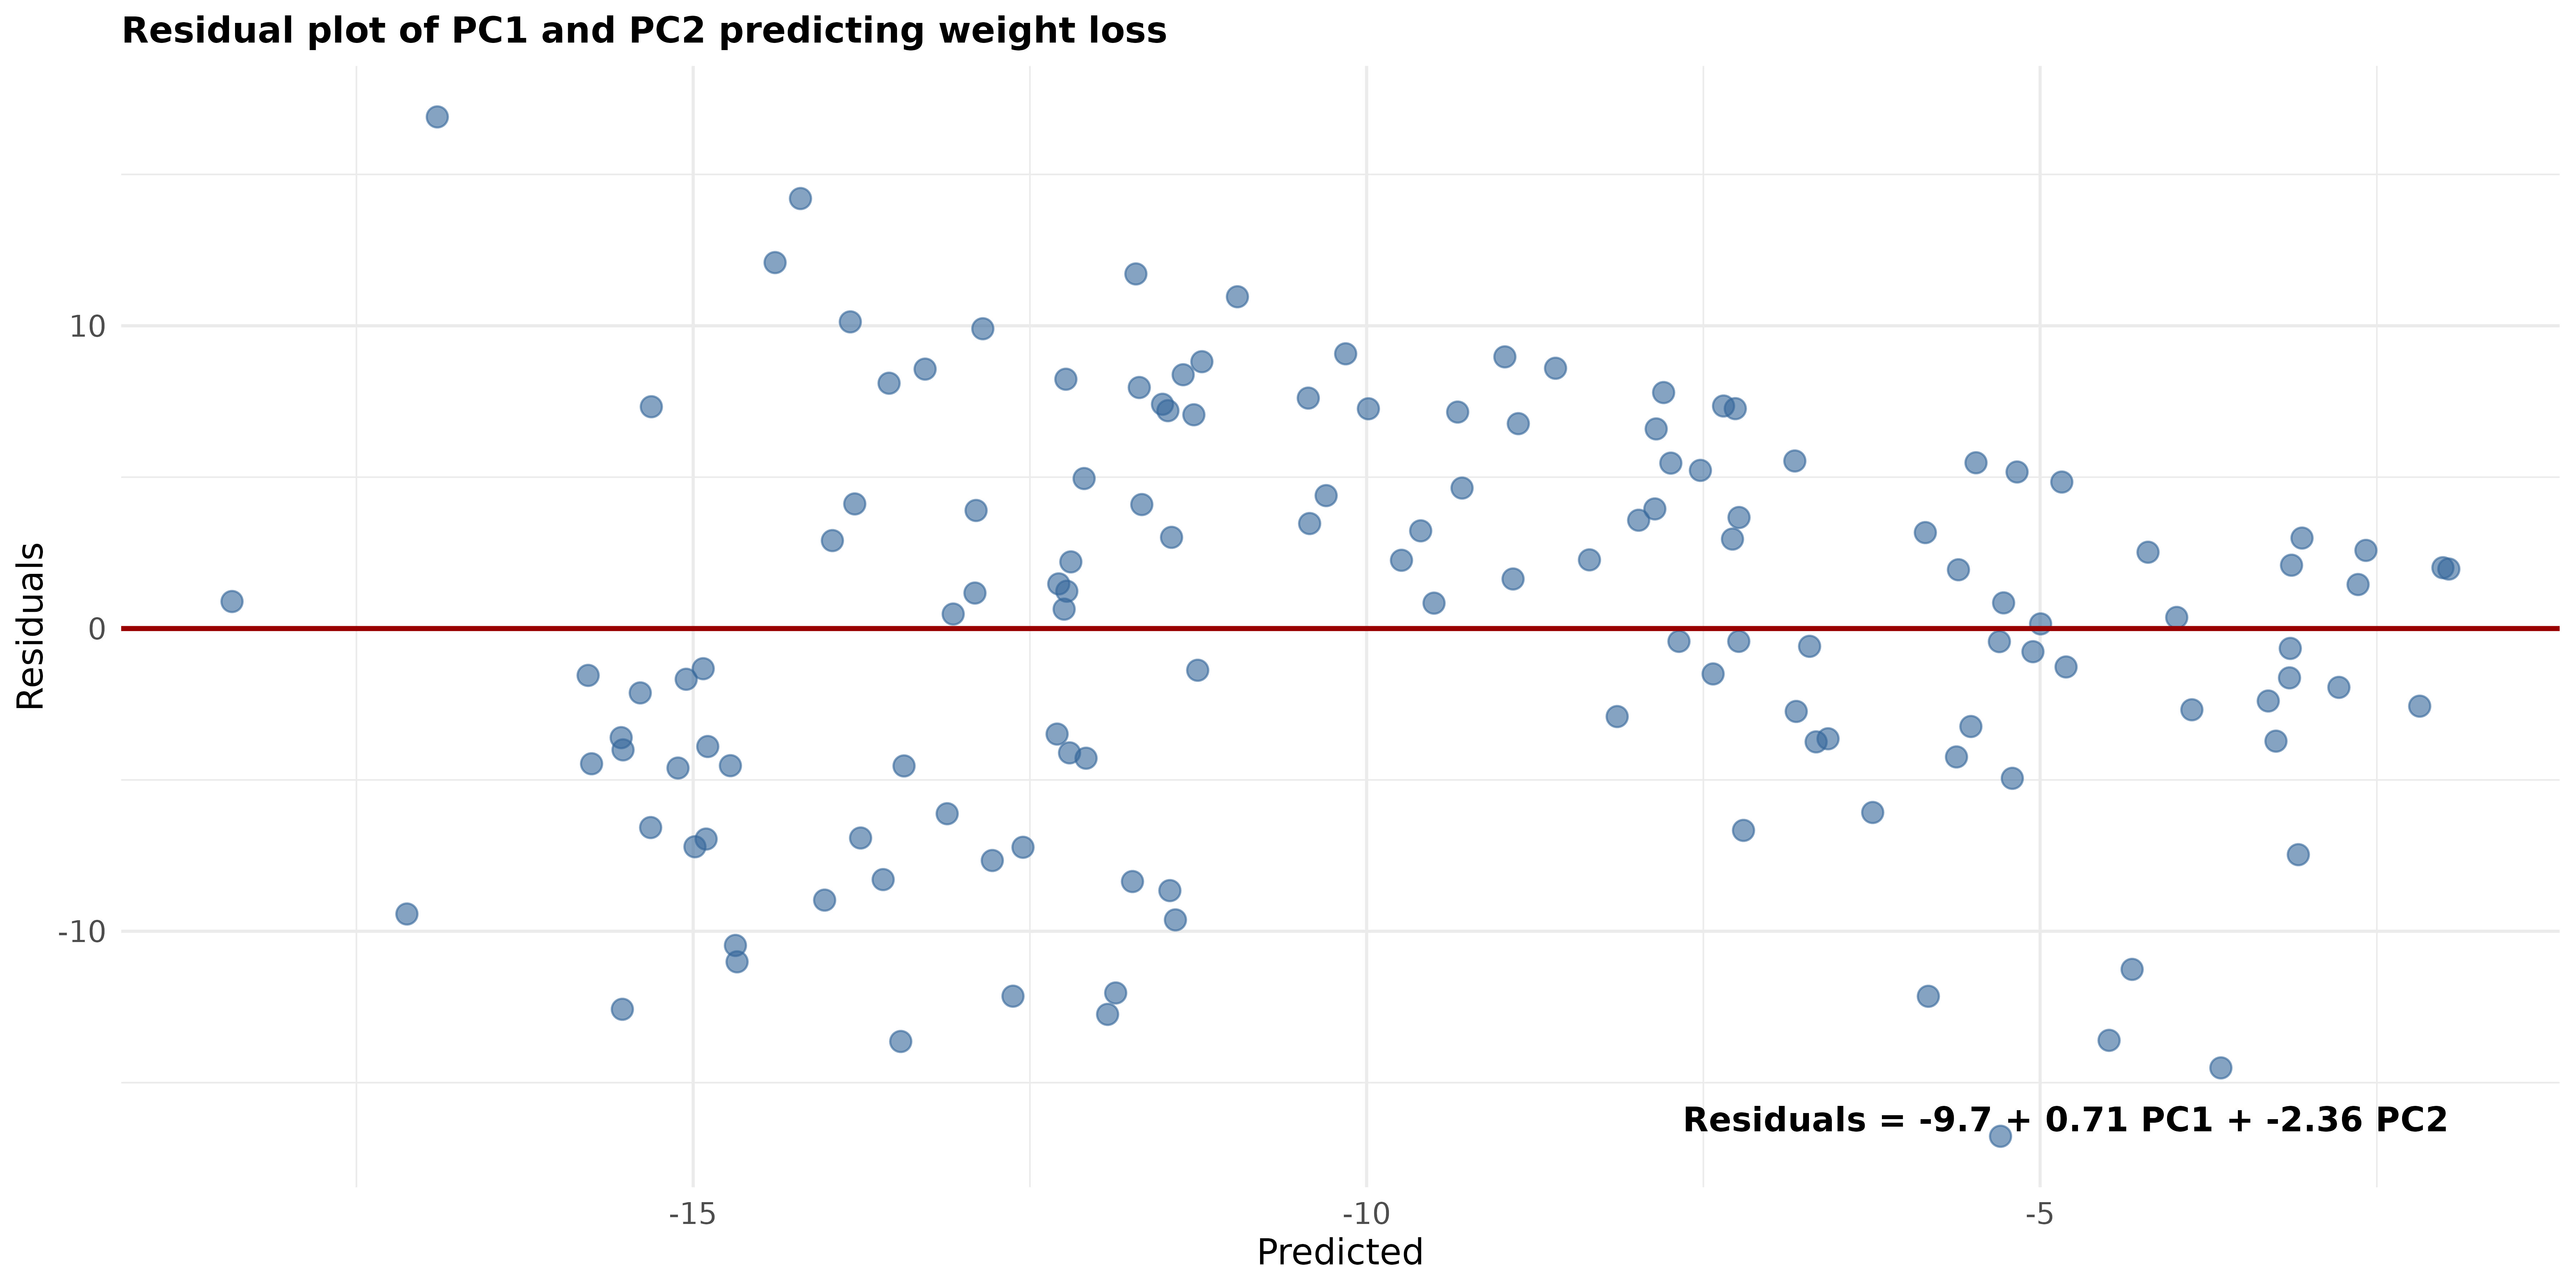 Residual plot of PC1 and PC2 predicting weight loss
Residuals
10
0
-10
Residuals = -9.7 + 0.71 PC1 + -2.36 PC2
-15
-10
-5
Predicted